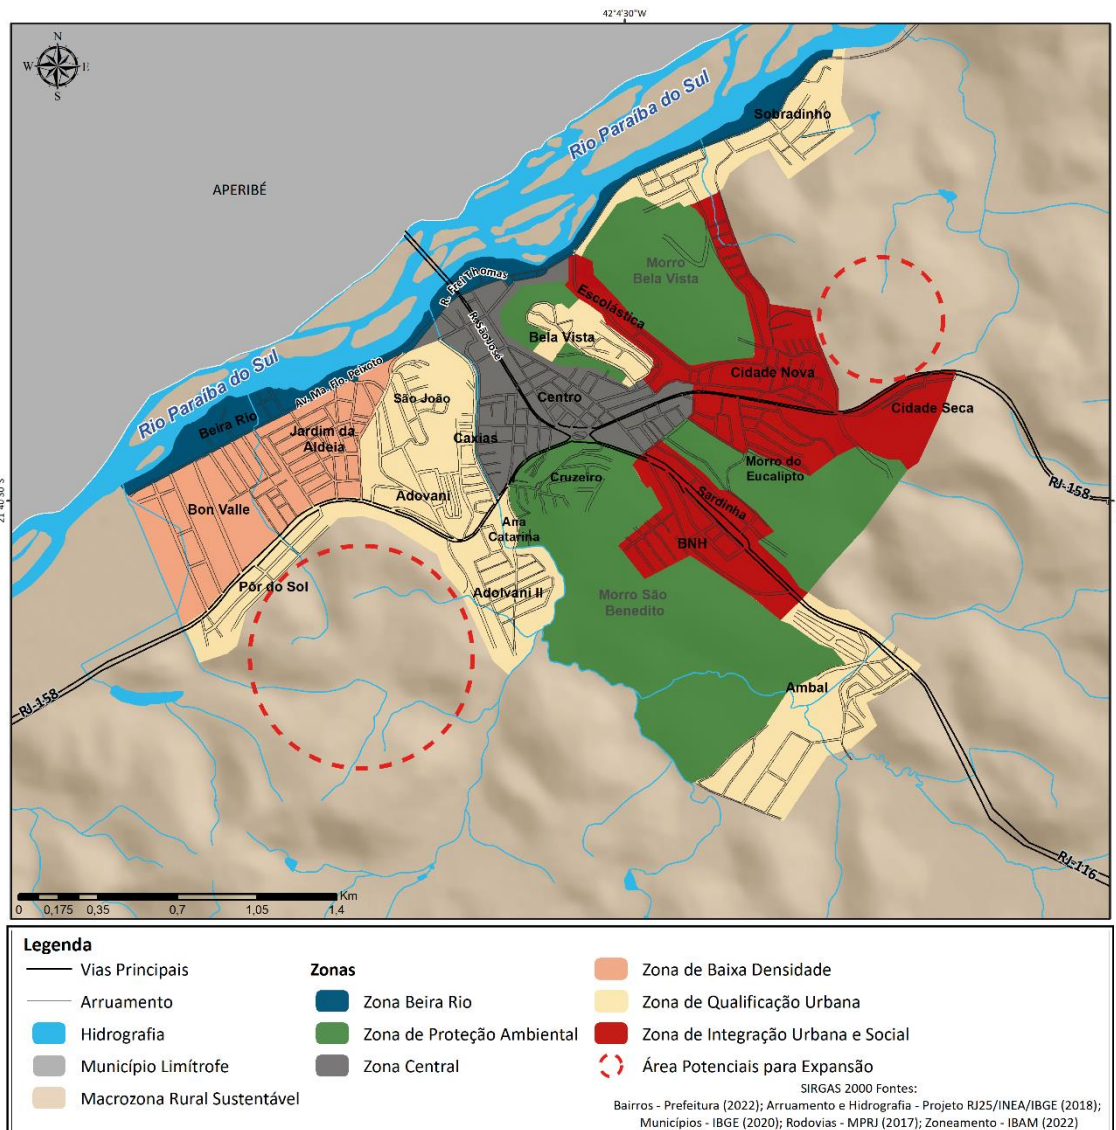 42°4'30"W
N
W E
S
Rio Paraíba do Sul
Sobradinho
APERIBÉ
Morro
Bela Vista
R. Frei Thomas
R. São José
Escolástica
Bela Vista
Rio Paraíba do Sul
Av. Ma. Flo. Peixoto
Cidade Nova
São João
Centro
Cidade Seca
Beira Rio
Jardim da
Aldeia
Caxias
Morro do
Eucalipto
RJ-158
Bon Valle
Adovani
Cruzeiro
Sardinha
Ana
Catarina
BNH
Pôr do Sol
Adolvani II
Morro São
Benedito
Ambal
RJ-158
RJ-116
Km
0 0,175 0,35 0,7 1,05 1,4
Legenda
Vias Principais
Arruamento
Hidrografia
Município Limítrofe
Macrozona Rural Sustentável
Zonas
Zona Beira Rio
Zona de Proteção Ambiental
Zona Central
Zona de Baixa Densidade
Zona de Qualificação Urbana
Zona de Integração Urbana e Social
Área Potenciais para Expansão
SIRGAS 2000 Fontes:
Bairros - Prefeitura (2022); Arruamento e Hidrografia - Projeto RJ25/INEA/IBGE (2018);
Municípios - IBGE (2020); Rodovias - MPRJ (2017); Zoneamento - IBAM (2022)